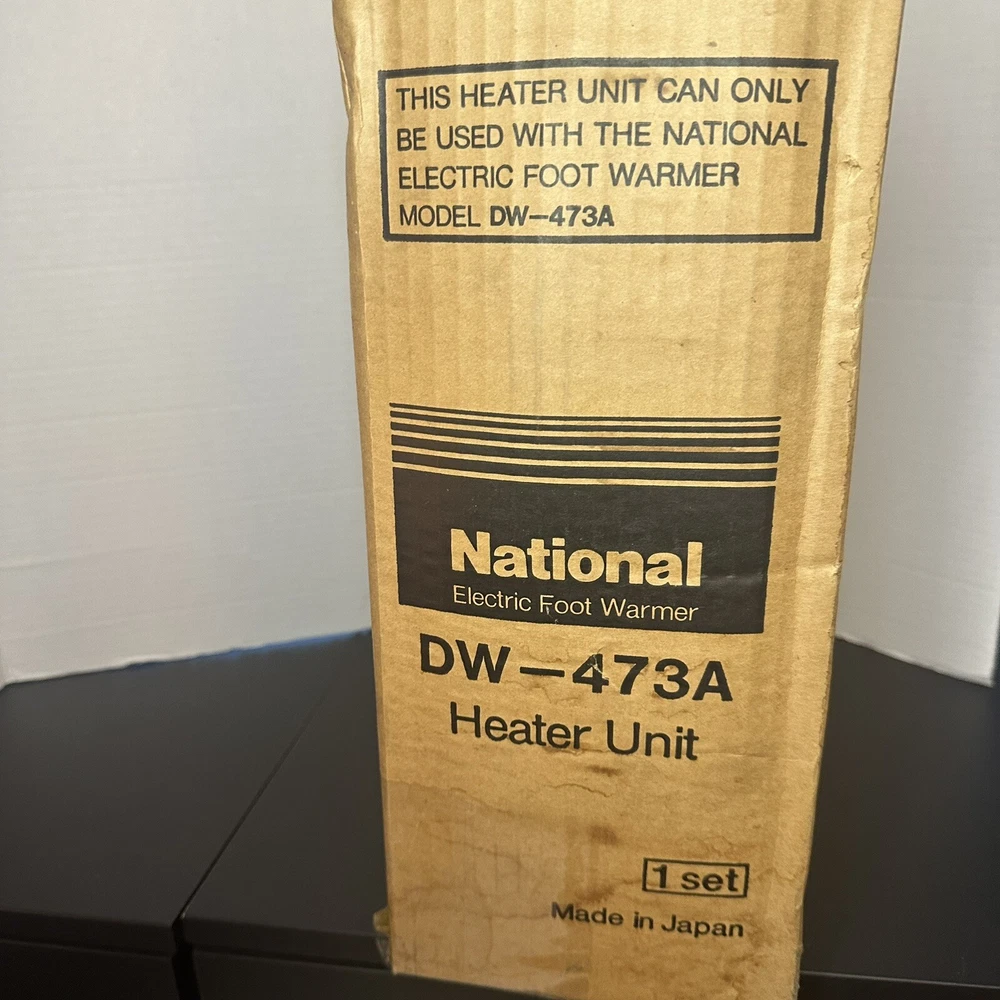 THIS HEATER UNIT CAN ONLY
BE USED WITH THE NATIONAL
ELECTRIC FOOT WARMER
MODEL DW-473A
National
Electric Foot Warmer
DW-473A
Heater Unit
1 set
Made in Japan